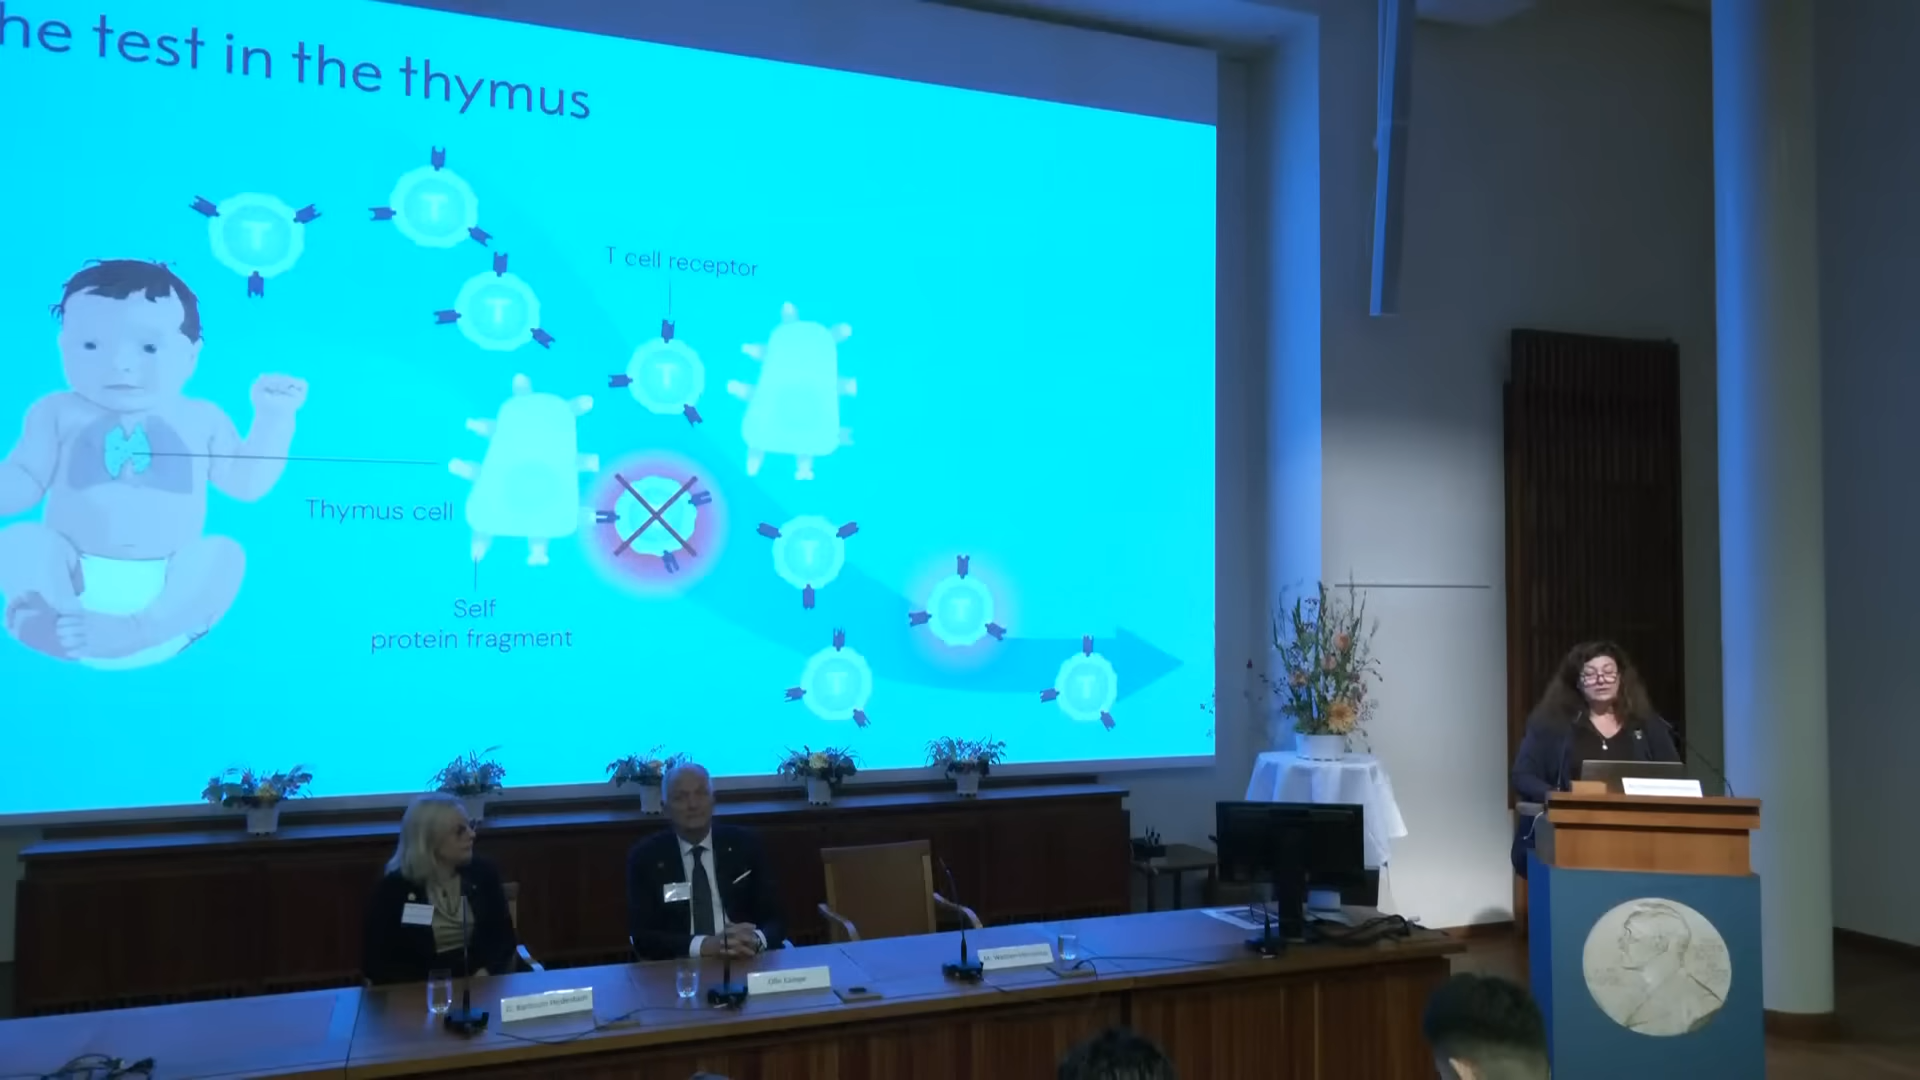 he test in the thymus
T cell receptor
Thymus cell
Self
protein fragment
T
T
T
T
T
T
T
T
Olle Kämpe